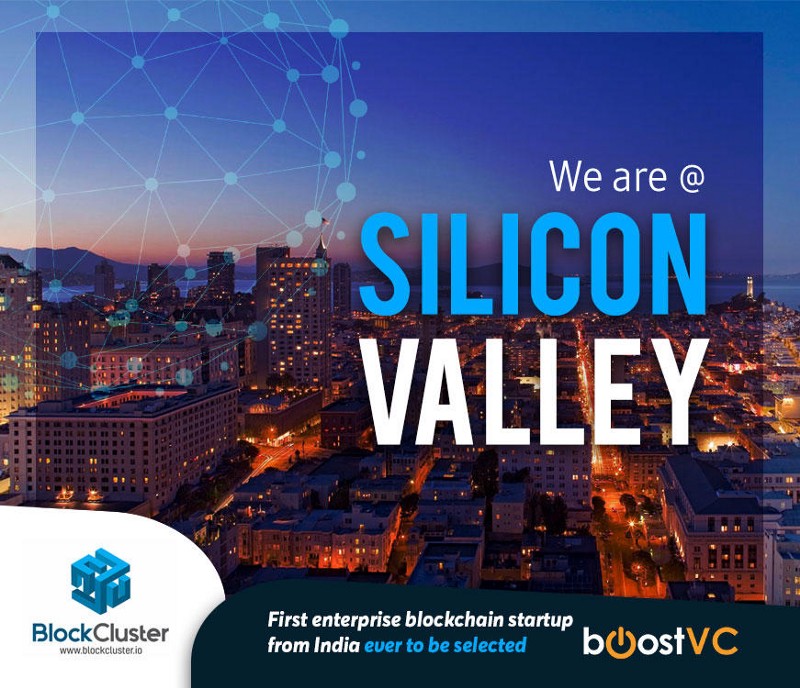 We are @
SILICON
VALLEY
BlockCluster
www.blockcluster.io
First enterprise blockchain startup
from India ever to be selected
boostVC